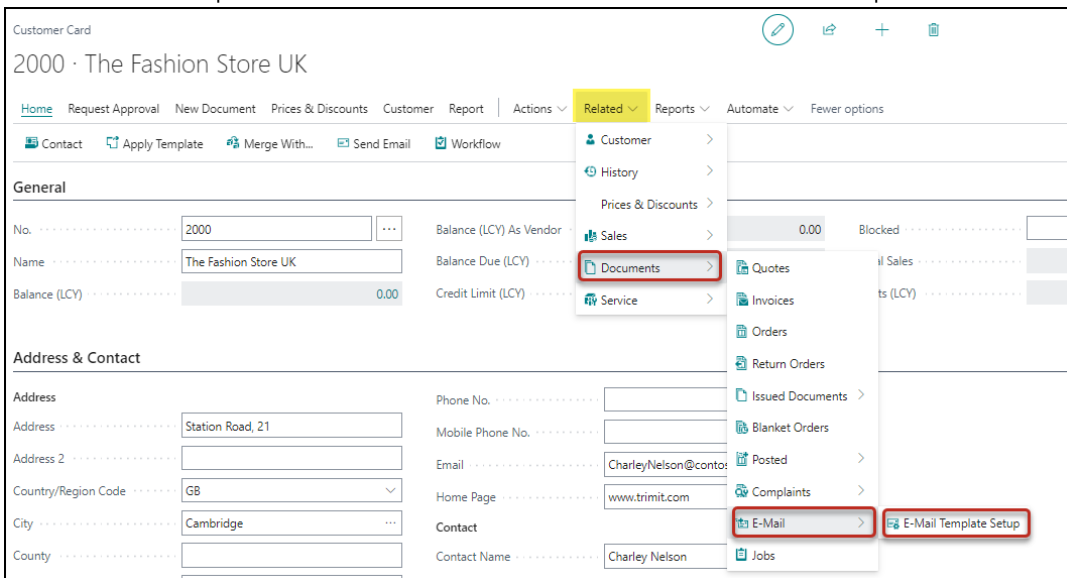 Customer Card
2000 · The Fashion Store UK
Home Request Approval New Document Prices & Discounts Customer Report Actions Related Reports Automate Fewer options
Contact Apply Template Merge With... Send Email Workflow
Customer
History
Prices & Discounts
Sales
Documents
Service
General
No. 2000 ... Balance (LCY) As Vendor 0.00 Blocked
Name The Fashion Store UK Balance Due (LCY) Sales
Balance (LCY) 0.00 Credit Limit (LCY) (LCY)
Quotes
Invoices
Orders
Return Orders
Issued Documents
Blanket Orders
Posted
Complaints
E-Mail E-Mail Template Setup
Jobs
Address & Contact
Address Phone No.
Address Station Road, 21 Mobile Phone No.
Address 2 Email CharleyNelson@contos
Country/Region Code GB Home Page www.trimit.com
City Cambridge ... Contact
County Contact Name Charley Nelson